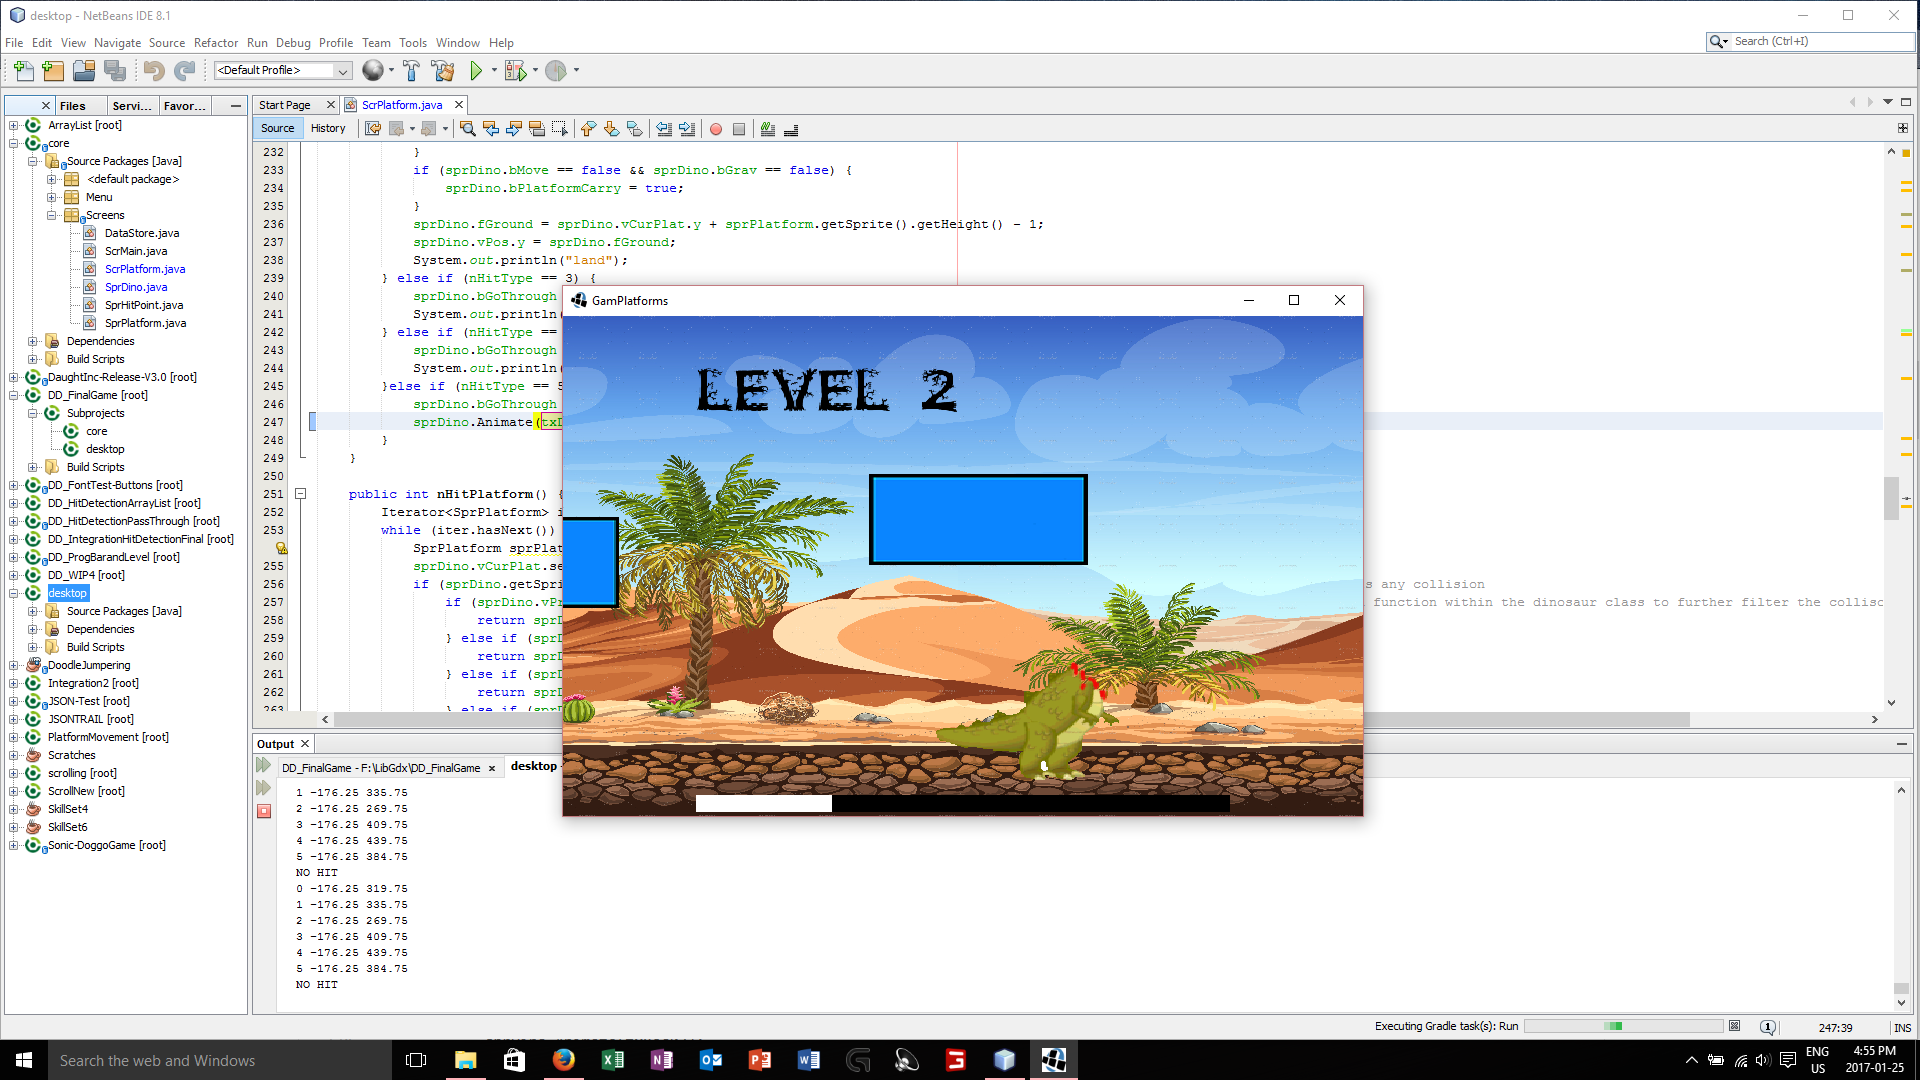 desktop - NetBeans IDE 8.1
File Edit View Navigate Source Refactor Run Debug Profile Team Tools Window Help
Search (Ctrl+I)
<Default Profile>
Files Servi... Favor...
Start Page ScrPlatform.java
Source History
ArrayList [root]
core
Source Packages [Java]
<default package>
Menu
Screens
DataStore.java
ScrMain.java
ScrPlatform.java
SprDino.java
SprHitPoint.java
SprPlatform.java
Dependencies
Build Scripts
DaughtInc-Release-V3.0 [root]
DD_FinalGame [root]
Subprojects
core
desktop
Build Scripts
DD_FontTest-Buttons [root]
DD_HitDetectionArrayList [root]
DD_HitDetectionPassThrough [root]
DD_IntegrationHitDetectionFinal [root]
DD_ProgBarandLevel [root]
DD_WIP4 [root]
desktop
Source Packages [Java]
Dependencies
Build Scripts
DoodleJumpering
Integration2 [root]
JSON-Test [root]
JSONTRAIL [root]
PlatformMovement [root]
Scratches
scrolling [root]
ScrollNew [root]
SkillSet4
SkillSet6
Sonic-DoggoGame [root]
232 }
233 if (sprDino.bMove == false && sprDino.bGrav == false) {
234 sprDino.bPlatformCarry = true;
235 }
236 sprDino.fGround = sprDino.vCurPlat.y + sprPlatform.getSprite().getHeight() - 1;
237 sprDino.vPos.y = sprDino.fGround;
238 System.out.println("land");
239 } else if (nHitType == 3) {
240 sprDino.bGoThrough
241 System.out.println(
242 } else if (nHitType ==
243 sprDino.bGoThrough
244 System.out.println(
245 }else if (nHitType == 5
246 sprDino.bGoThrough
247 sprDino.Animate(txD
248 }
249 }
250
251 public int nHitPlatform() {
252 Iterator<SprPlatform> i
253 while (iter.hasNext())
SprPlatform sprPlat
255 sprDino.vCurPlat.se
256 if (sprDino.getSpri s any collision
257 if (sprDino.vP function within the dinosaur class to further filter the collisc
258 return sprD
259 } else if (sprD
260 return sprD
261 } else if (sprD
262 return sprD
263 } else if (sprD
GamPlatforms
LEVEL 2
Output
DD_FinalGame - F:\LibGdx\DD_FinalGame desktop
1 -176.25 335.75
2 -176.25 269.75
3 -176.25 409.75
4 -176.25 439.75
5 -176.25 384.75
NO HIT
0 -176.25 319.75
1 -176.25 335.75
2 -176.25 269.75
3 -176.25 409.75
4 -176.25 439.75
5 -176.25 384.75
NO HIT
Executing Gradle task(s): Run
247:39 INS
Search the web and Windows
ENG US
4:55 PM
2017-01-25